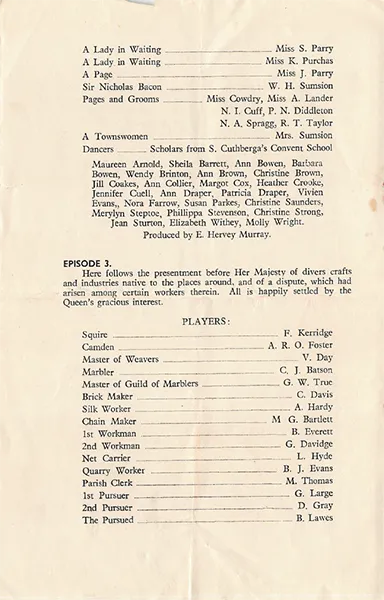 A Lady in Waiting Miss S. Parry
A Lady in Waiting Miss K. Purchas
A Page Miss J. Parry
Sir Nicholas Bacon W. H. Sumsion
Pages and Grooms Miss Cowdry, Miss A. Lander
N. I. Cuff, P. N. Diddleton
N. A. Spragg, R. T. Taylor
A Townswomen Mrs. Sumsion
Dancers Scholars from S. Cuthberga's Convent School
Maureen Arnold, Sheila Barrett, Ann Bowen, Barbara
Bowen, Wendy Brinton, Ann Brown, Christine Brown,
Jill Coakes, Ann Collier, Margot Cox, Heather Crooke,
Jennifer Cuell, Ann Draper, Patricia Draper, Vivien
Evans,, Nora Farrow, Susan Parkes, Christine Saunders,
Merylyn Steptoe, Phillippa Stevenson, Christine Strong,
Jean Sturton, Elizabeth Withey, Molly Wright.
Produced by E. Hervey Murray.
EPISODE 3.
Here follows the presentment before Her Majesty of divers crafts
and industries native to the places around, and of a dispute, which had
arisen among certain workers therein. All is happily settled by the
Queen's gracious interest.
PLAYERS:
Squire F. Kerridge
Camden A. R. O. Foster
Master of Weavers V. Day
Marbler C. J. Batson
Master of Guild of Marblers G. W. True
Brick Maker C. Davis
Silk Worker A. Hardy
Chain Maker M G. Bartlett
1st Workman B. Everett
2nd Workman G. Davidge
Net Carrier L. Hyde
Quarry Worker B. J. Evans
Parish Clerk M. Thomas
1st Pursuer G. Large
2nd Pursuer D. Gray
The Pursued B. Lawes